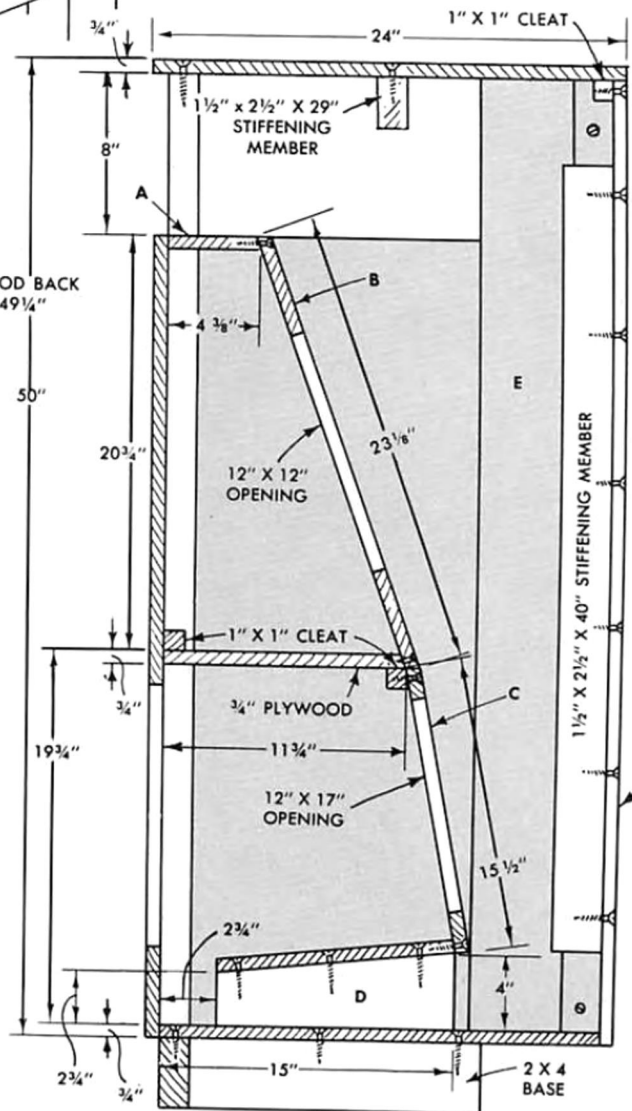 3/4"
24"
1" X 1" CLEAT
1 1/2" x 2 1/2" X 29"
STIFFENING
MEMBER
8"
A
B
OD BACK
49 1/4"
4 3/8"
E
50"
20 3/4"
23 1/8"
12" X 12"
OPENING
1 1/2" X 2 1/2" X 40" STIFFENING MEMBER
1" X 1" CLEAT
3/4"
3/4" PLYWOOD
C
11 3/4"
19 3/4"
12" X 17"
OPENING
15 1/2"
2 3/4"
D
4"
2 3/4"
3/4"
15"
2 X 4
BASE